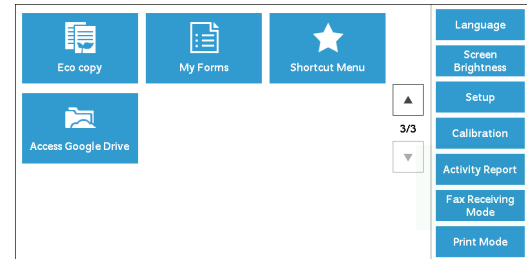 Eco copy
My Forms
Shortcut Menu
Access Google Drive
3/3
Language
Screen
Brightness
Setup
Calibration
Activity Report
Fax Receiving
Mode
Print Mode